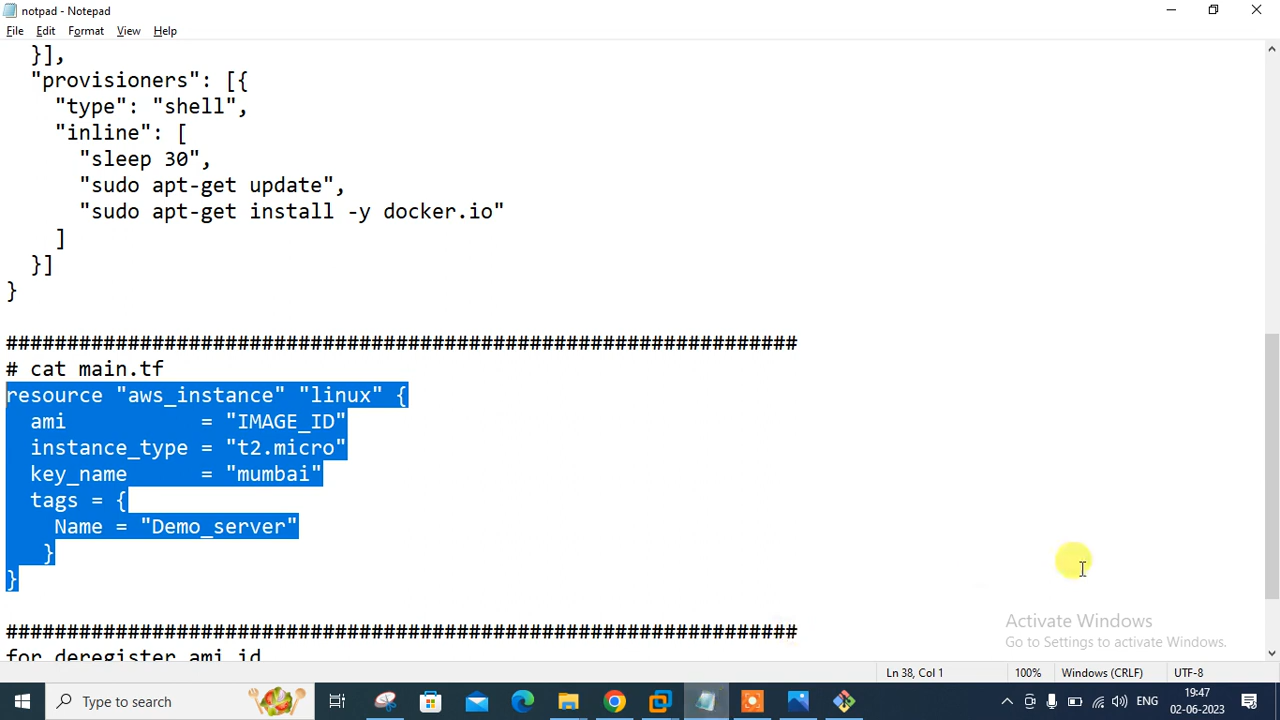 notpad - Notepad
File Edit Format View Help
}],
"provisioners": [{
"type": "shell",
"inline": [
"sleep 30",
"sudo apt-get update",
"sudo apt-get install -y docker.io"
]
}]
}
#################################################################
# cat main.tf
resource "aws_instance" "linux" {
ami = "IMAGE_ID"
instance_type = "t2.micro"
key_name = "mumbai"
tags = {
Name = "Demo_server"
}
}
#################################################################
for deregister ami id
Activate Windows
Go to Settings to activate Windows.
Ln 38, Col 1 100% Windows (CRLF) UTF-8
Type here to search ENG 19:47
02-06-2023